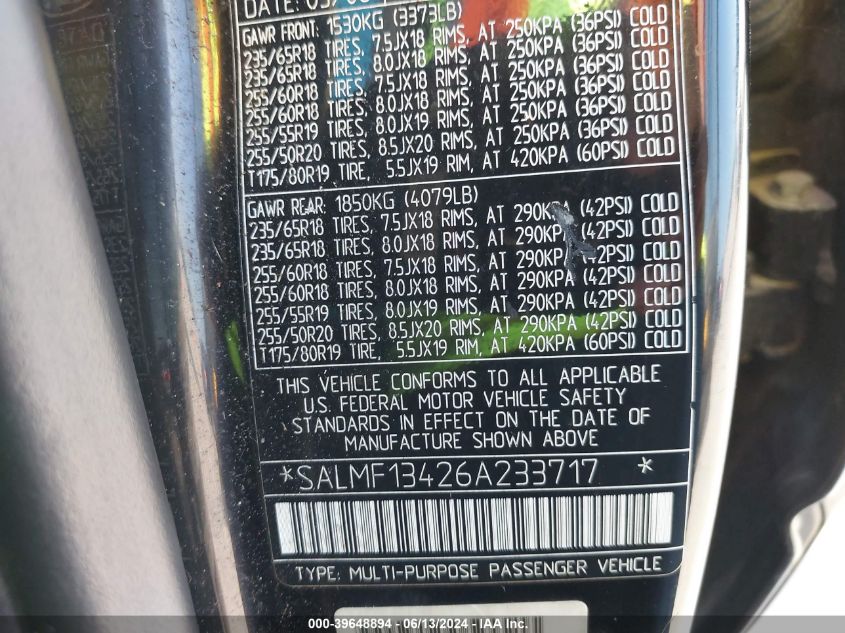 DATE:
GAWR FRONT: 1530KG (3373LB)
235/65R18 TIRES, 7.5JX18 RIMS, AT 250KPA (36PSI) COLD
235/65R18 TIRES, 8.0JX18 RIMS, AT 250KPA (36PSI) COLD
255/60R18 TIRES, 7.5JX18 RIMS, AT 250KPA (36PSI) COLD
255/60R18 TIRES, 8.0JX18 RIMS, AT 250KPA (36PSI) COLD
255/55R19 TIRES, 8.0JX19 RIMS, AT 250KPA (36PSI) COLD
255/50R20 TIRES, 8.5JX20 RIMS, AT 250KPA (36PSI) COLD
T175/80R19 TIRE, 5.5JX19 RIM, AT 420KPA (60PSI) COLD
GAWR REAR: 1850KG (4079LB)
235/65R18 TIRES, 7.5JX18 RIMS, AT 290KPA (42PSI) COLD
235/65R18 TIRES, 8.0JX18 RIMS, AT 290KPA (42PSI) COLD
255/60R18 TIRES, 7.5JX18 RIMS, AT 290KPA (42PSI) COLD
255/60R18 TIRES, 8.0JX18 RIMS, AT 290KPA (42PSI) COLD
255/55R19 TIRES, 8.0JX19 RIMS, AT 290KPA (42PSI) COLD
255/50R20 TIRES, 8.5JX20 RIMS, AT 290KPA (42PSI) COLD
T175/80R19 TIRE, 5.5JX19 RIM, AT 420KPA (60PSI) COLD
THIS VEHICLE CONFORMS TO ALL APPLICABLE
U.S. FEDERAL MOTOR VEHICLE SAFETY
STANDARDS IN EFFECT ON THE DATE OF
MANUFACTURE SHOWN ABOVE
*SALMF13426A233717 *
TYPE: MULTI-PURPOSE PASSENGER VEHICLE
000-39648894 - 06/13/2024 - IAA Inc.